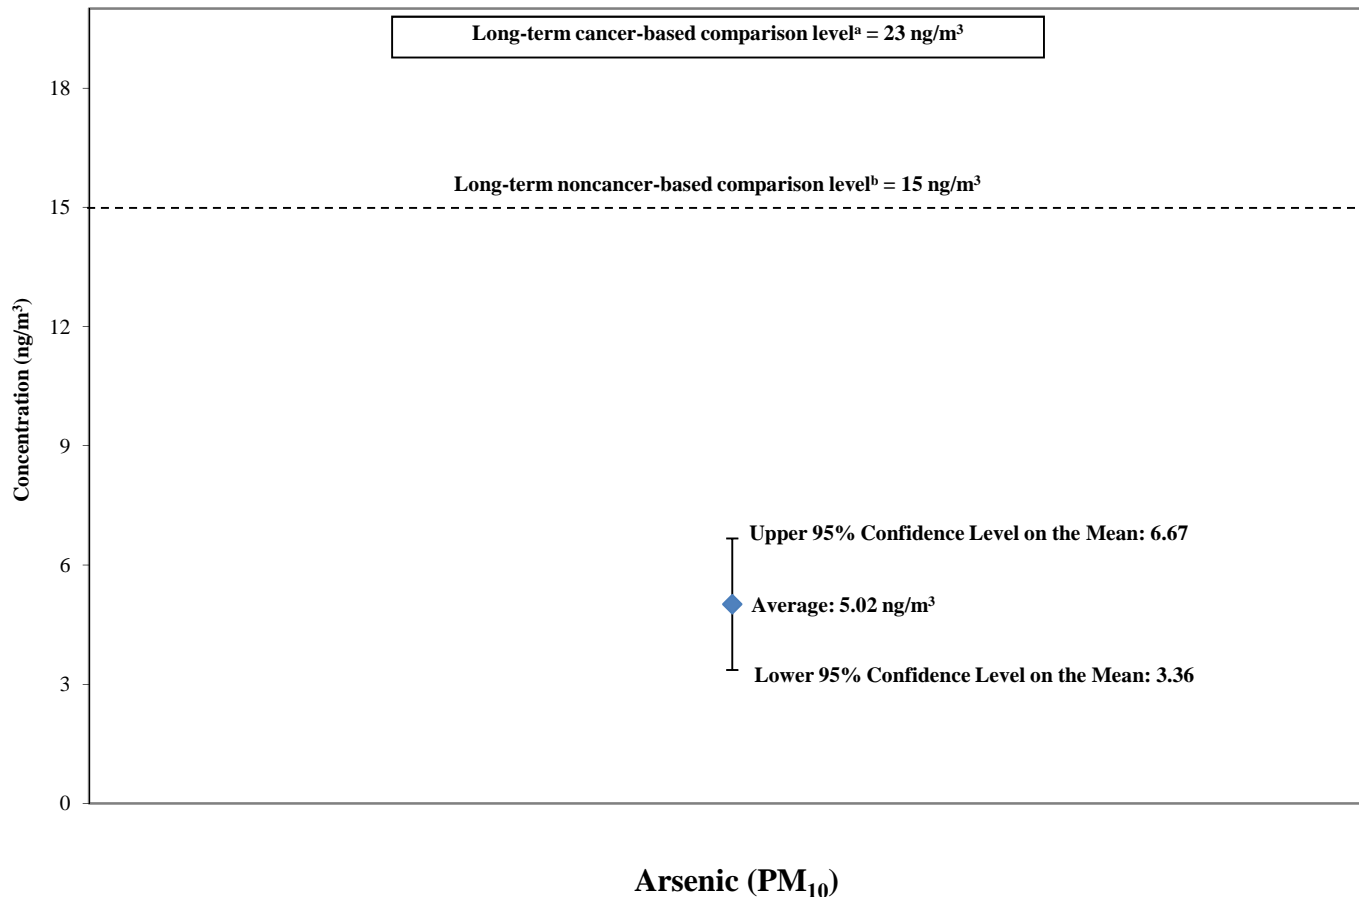 Long-term cancer-based comparison levelᵃ = 23 ng/m³
18
Long-term noncancer-based comparison levelᵇ = 15 ng/m³
15
12
Concentration (ng/m³)
9
Upper 95% Confidence Level on the Mean: 6.67
6
Average: 5.02 ng/m³
Lower 95% Confidence Level on the Mean: 3.36
3
0
Arsenic (PM₁₀)